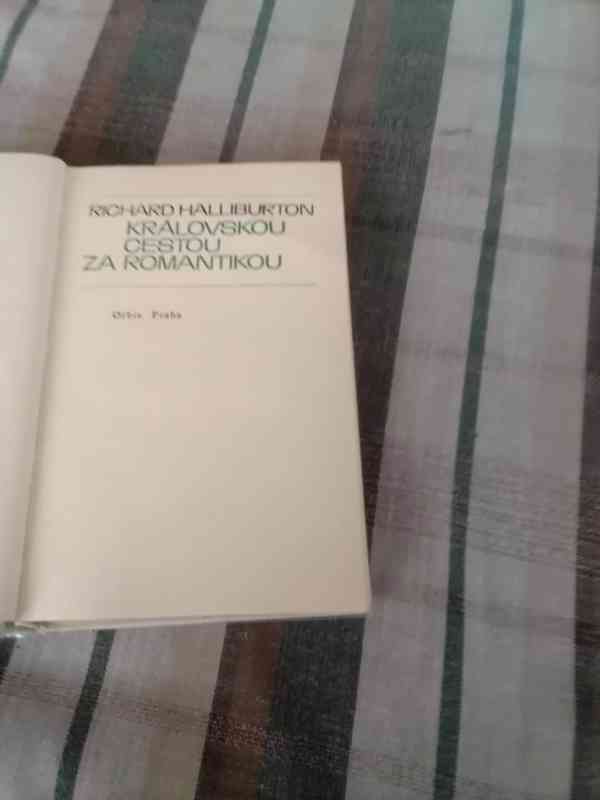 RICHARD HALLIBURTON
KRÁLOVSKOU
CESTOU
ZA ROMANTIKOU
Orbis Praha